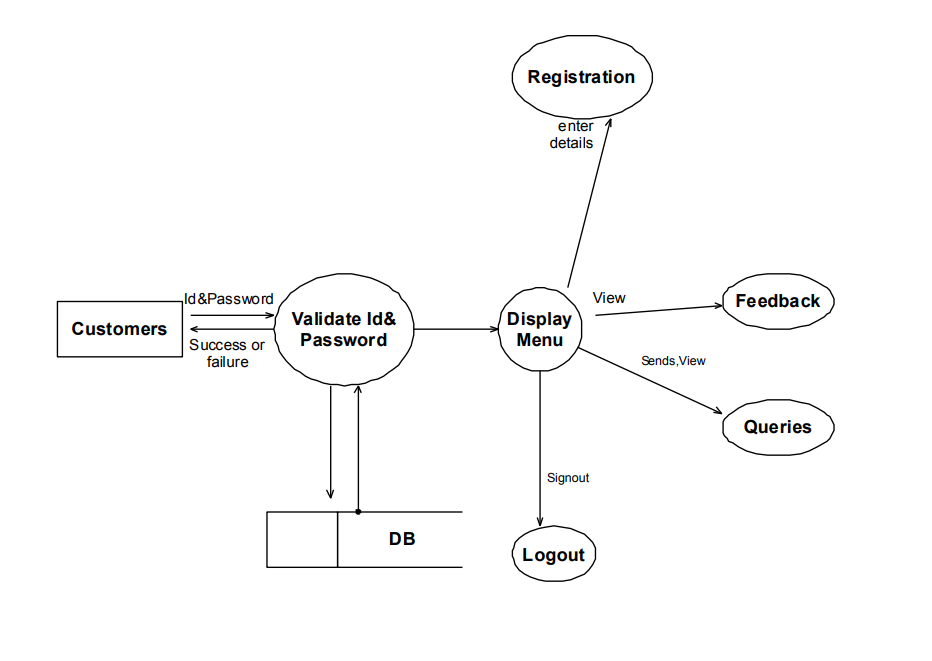 Registration
enter
details
Id&Password
View
Feedback
Customers
Validate Id&
Password
Display
Menu
Success or
failure
Sends,View
Queries
Signout
DB
Logout